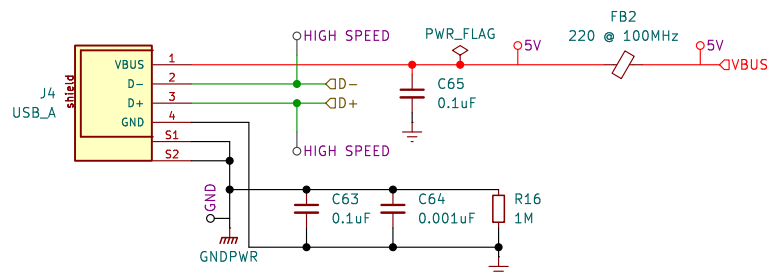 FB2
220 @ 100MHz
HIGH SPEED
PWR_FLAG
5V
5V
VBUS
J4
USB_A
shield
VBUS
D-
D+
GND
1
2
3
4
S1
S2
D-
D+
C65
0.1uF
HIGH SPEED
GND
GNDPWR
C63
0.1uF
C64
0.001uF
R16
1M